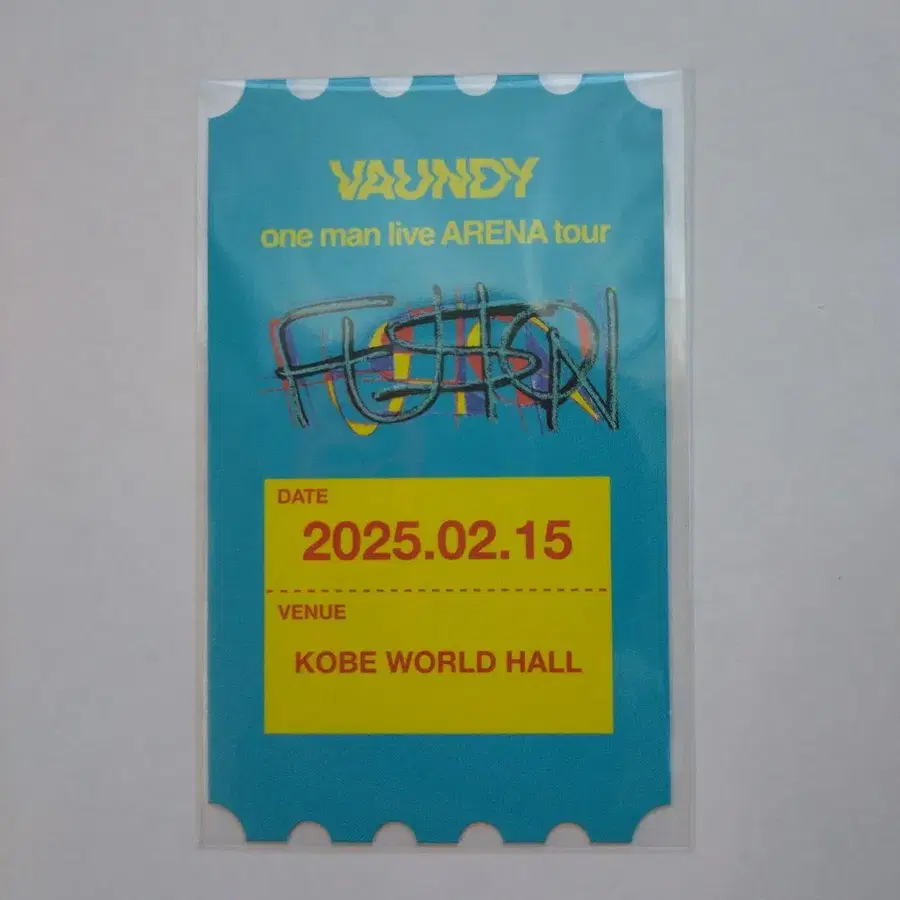 VAUNDY
one man live ARENA tour
FUSION
DATE
2025.02.15
VENUE
KOBE WORLD HALL